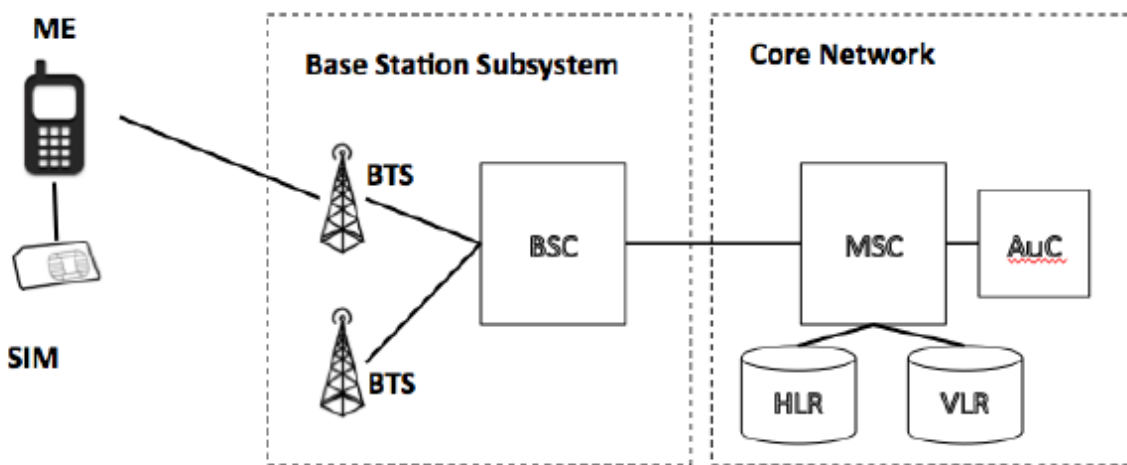 ME
SIM
Base Station Subsystem
BTS
BTS
BSC
Core Network
MSC
AuC
HLR
VLR